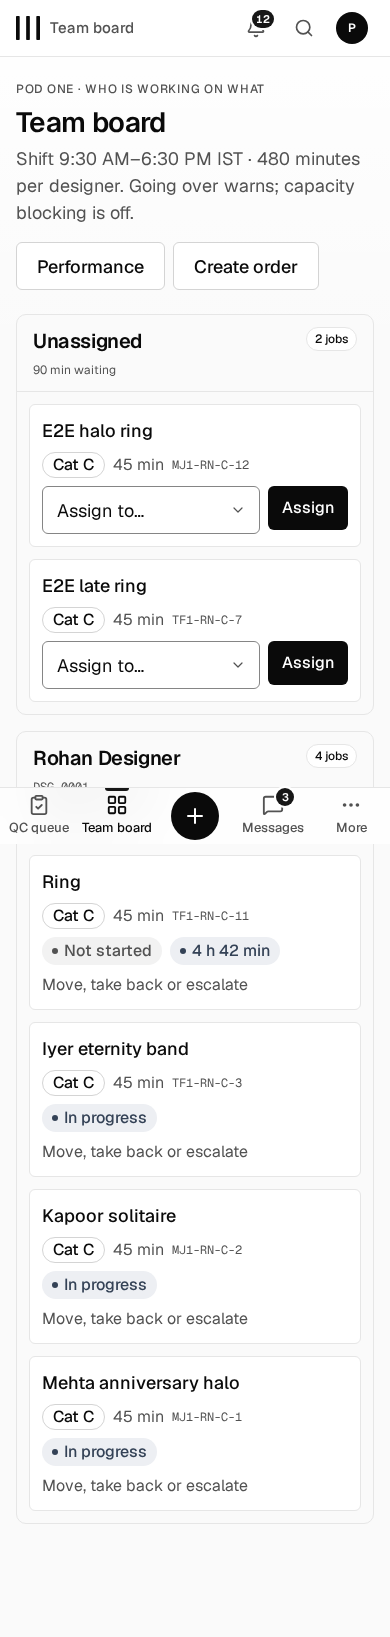 Team board
12
P
POD ONE · WHO IS WORKING ON WHAT
Team board
Shift 9:30 AM–6:30 PM IST · 480 minutes
per designer. Going over warns; capacity
blocking is off.
Performance
Create order
Unassigned
2 jobs
90 min waiting
E2E halo ring
Cat C 45 min MJ1-RN-C-12
Assign to…
Assign
E2E late ring
Cat C 45 min TF1-RN-C-7
Assign to…
Assign
Rohan Designer
4 jobs
QC queue
Team board
3
Messages
More
Ring
Cat C 45 min TF1-RN-C-11
Not started 4 h 42 min
Move, take back or escalate
Iyer eternity band
Cat C 45 min TF1-RN-C-3
In progress
Move, take back or escalate
Kapoor solitaire
Cat C 45 min MJ1-RN-C-2
In progress
Move, take back or escalate
Mehta anniversary halo
Cat C 45 min MJ1-RN-C-1
In progress
Move, take back or escalate